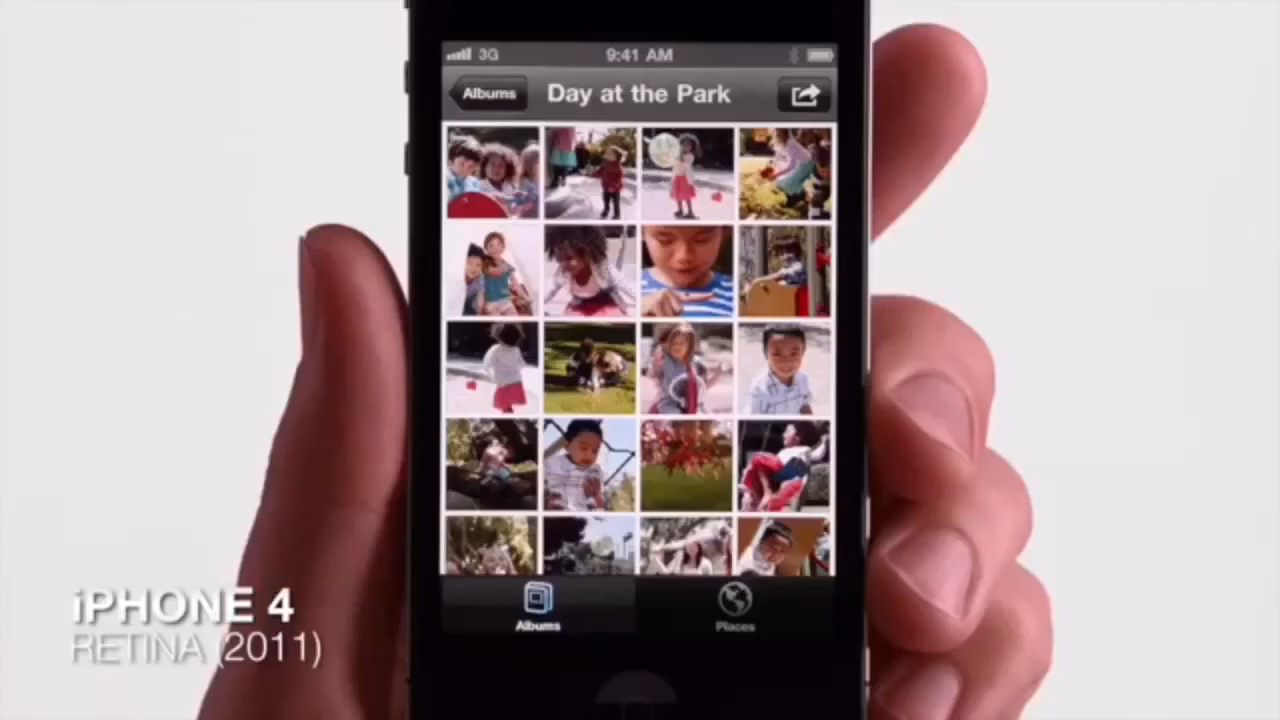 3G 9:41 AM
Albums Day at the Park
Albums Places
iPHONE 4
RETINA (2011)